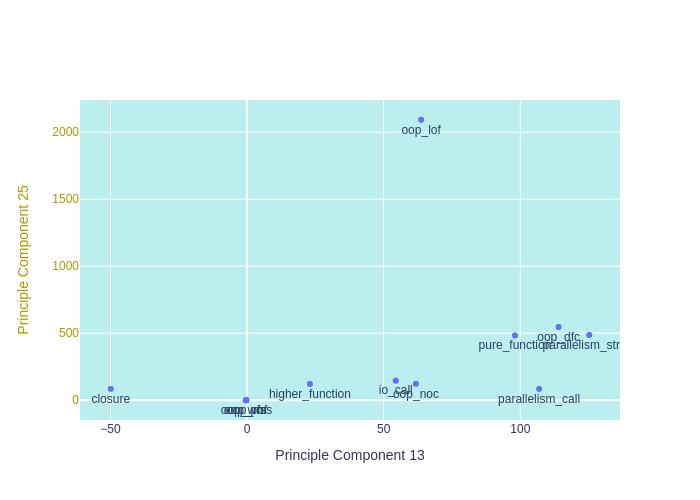 Principle Component 25
2000
1500
1000
500
0
oop_lof
oop_dfc
pure_function
parallelism_str
io_call
higher_function
oop_noc
closure
parallelism_call
−50
0
50
100
Principle Component 13